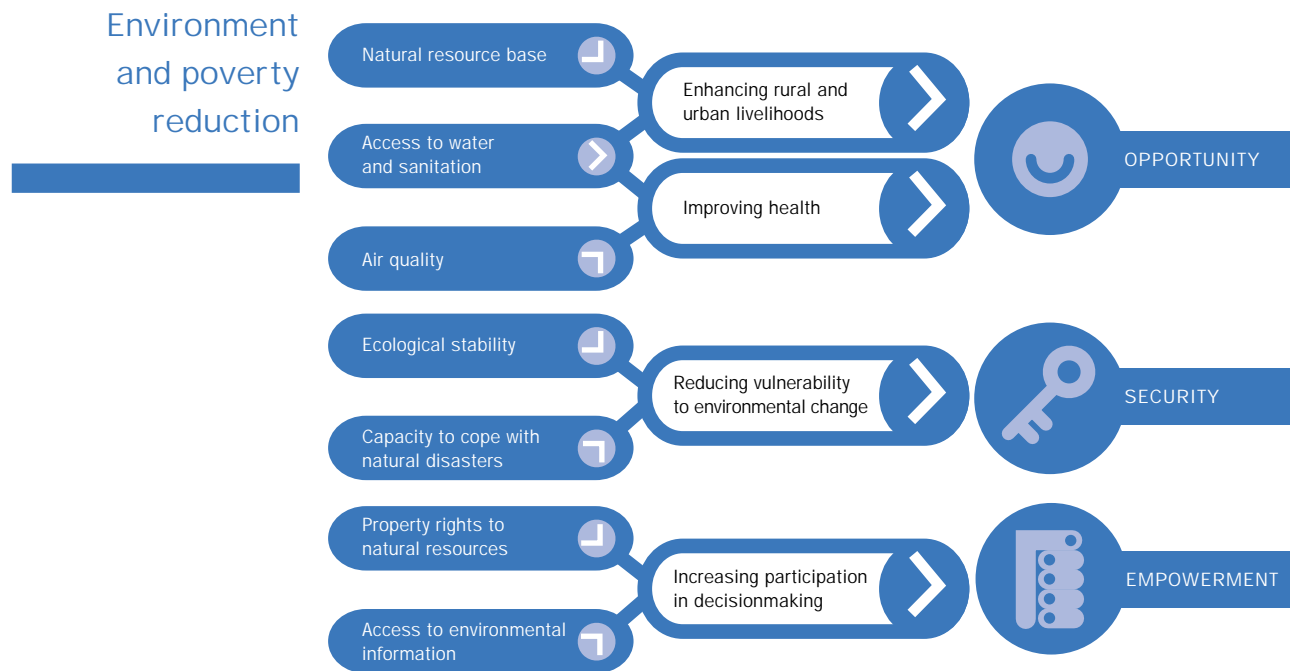 Environment
and poverty
reduction
Natural resource base
Access to water
and sanitation
Air quality
Enhancing rural and
urban livelihoods
Improving health
OPPORTUNITY
Ecological stability
Capacity to cope with
natural disasters
Reducing vulnerability
to environmental change
SECURITY
Property rights to
natural resources
Access to environmental
information
Increasing participation
in decisionmaking
EMPOWERMENT